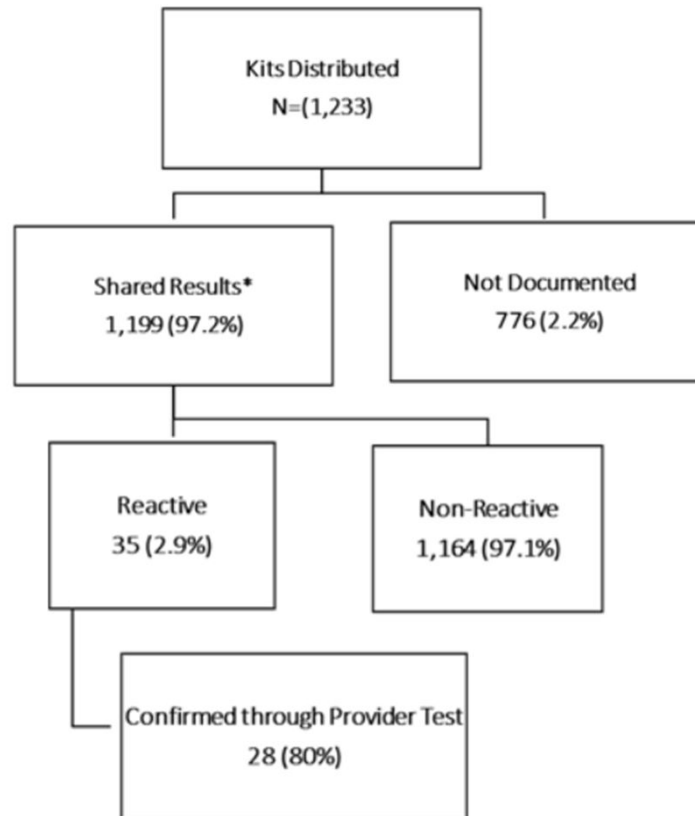 Kits Distributed
N=(1,233)
Shared Results*
1,199 (97.2%)
Not Documented
776 (2.2%)
Reactive
35 (2.9%)
Non-Reactive
1,164 (97.1%)
Confirmed through Provider Test
28 (80%)